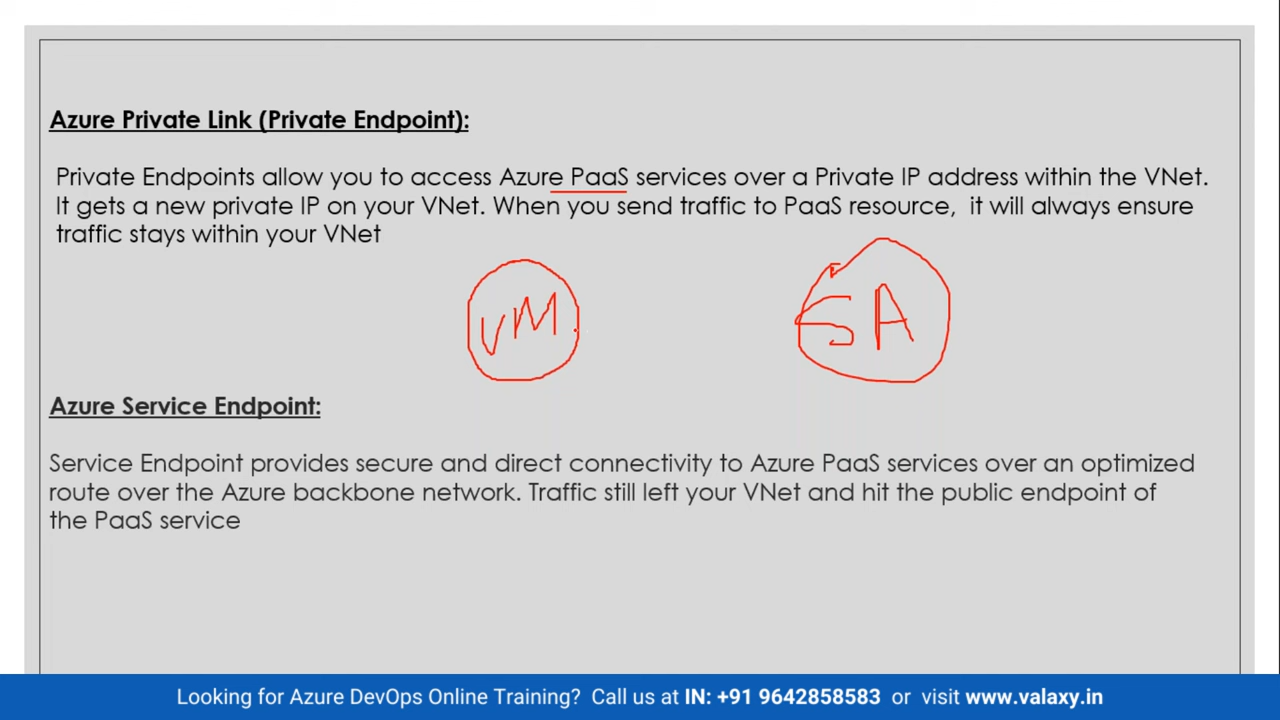 Azure Private Link (Private Endpoint):
Private Endpoints allow you to access Azure PaaS services over a Private IP address within the VNet.
It gets a new private IP on your VNet. When you send traffic to PaaS resource,  it will always ensure
traffic stays within your VNet
VM
SA
Azure Service Endpoint:
Service Endpoint provides secure and direct connectivity to Azure PaaS services over an optimized
route over the Azure backbone network. Traffic still left your VNet and hit the public endpoint of
the PaaS service
Looking for Azure DevOps Online Training?  Call us at IN: +91 9642858583  or  visit www.valaxy.in